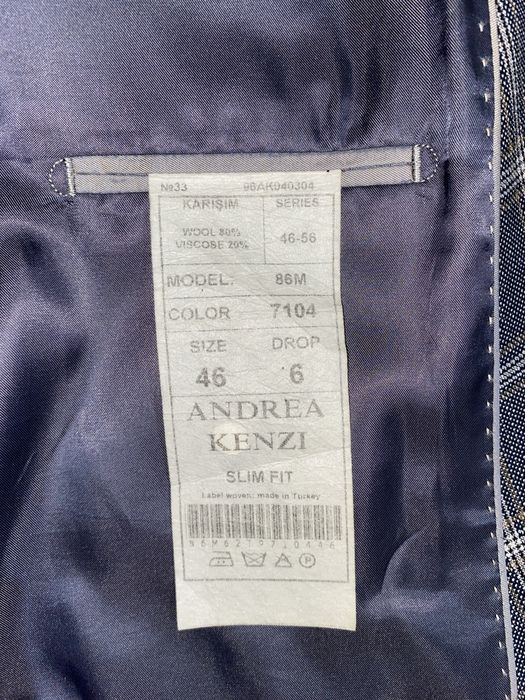 №33 96AK040304
KARIŞIM SERIES
WOOL 80%
VISCOSE 20% 46-56
MODEL: 86M
COLOR 7104
SIZE DROP
46 6
ANDREA
KENZI
SLIM FIT
Label woven: made in Turkey
P